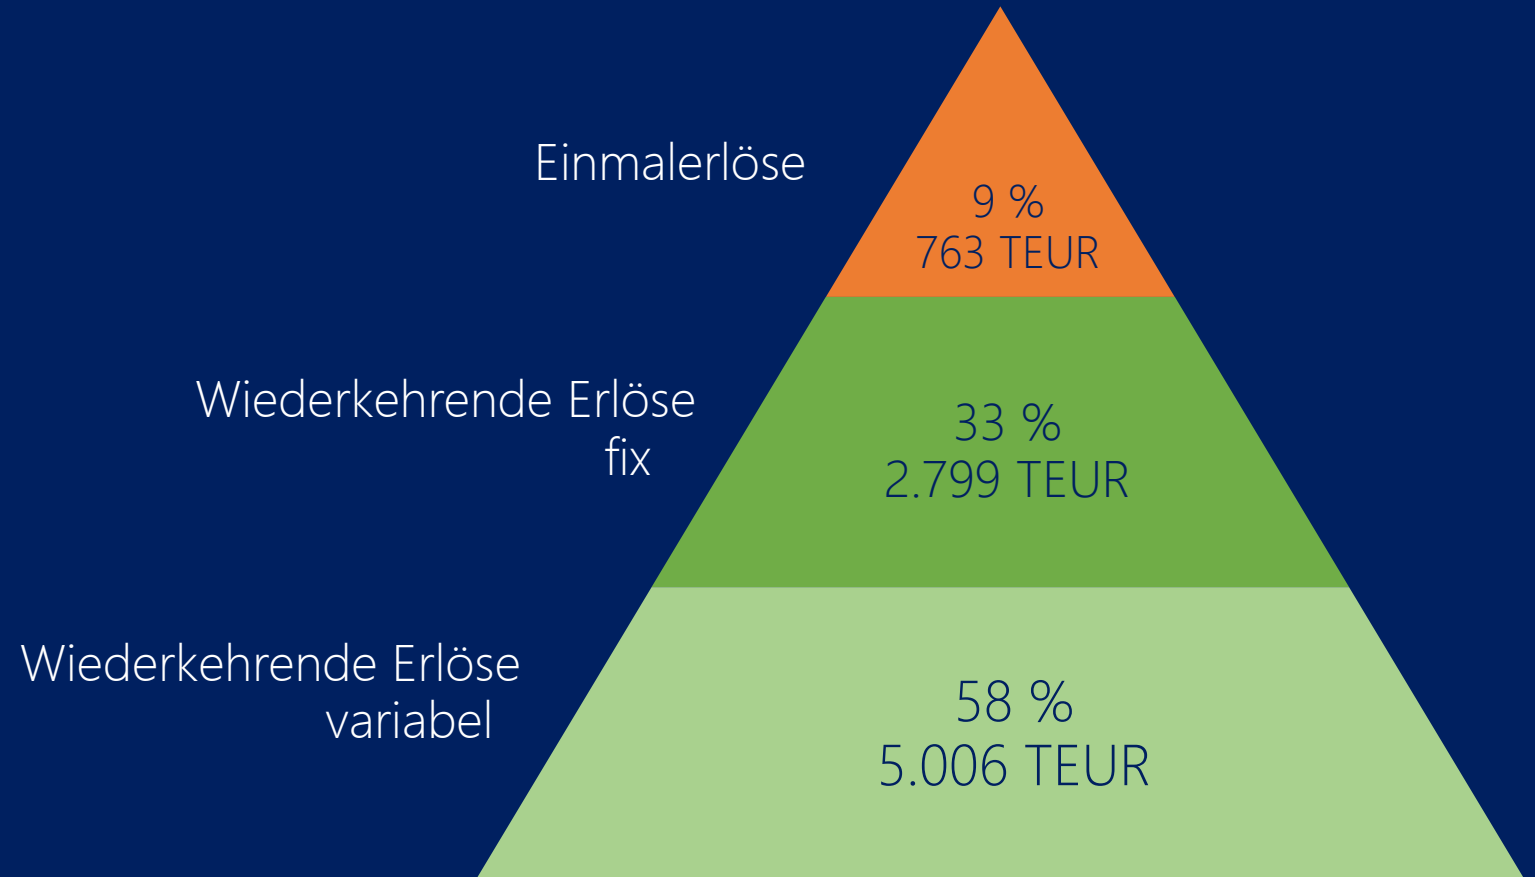 Einmalerlöse
9 %
763 TEUR
Wiederkehrende Erlöse
fix
33 %
2.799 TEUR
Wiederkehrende Erlöse
variabel
58 %
5.006 TEUR